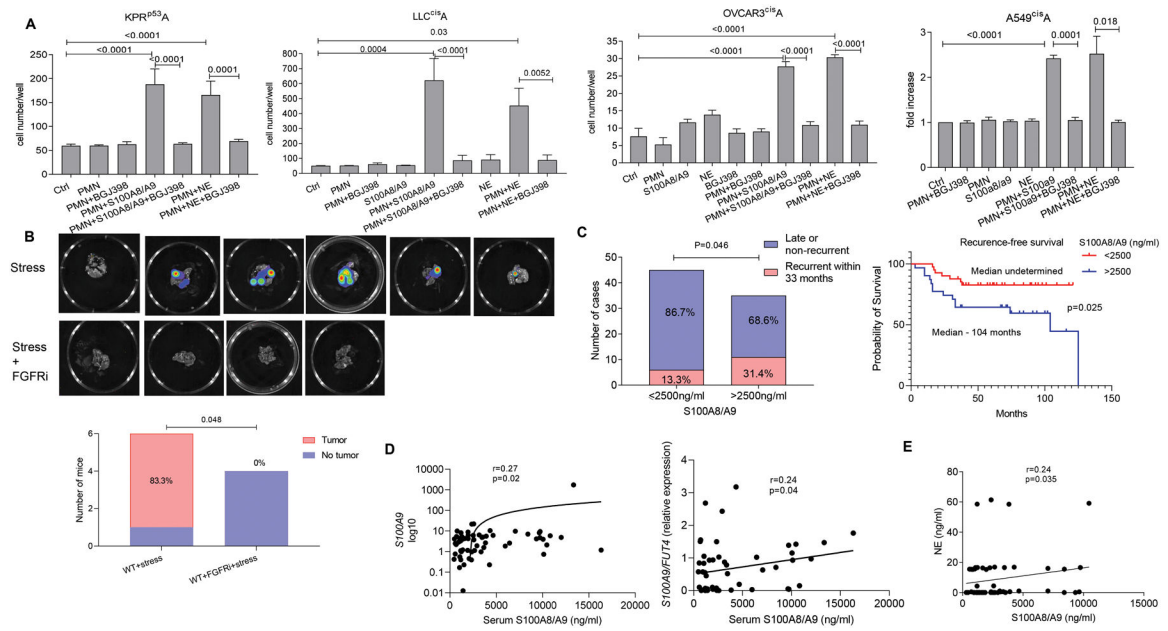 A
KPRp53A
cell number/well
250
200
150
100
50
0
<0.0001
<0.0001
<0.0001
0.0001
Ctrl
PMN
PMN+BGJ398
PMN+S100A8/A9
PMN+S100A8/A9+BGJ398
PMN+NE
PMN+NE+BGJ398
LLCcisA
cell number/well
800
600
400
200
100
0
0.03
0.0004
<0.0001
0.0052
Ctrl
PMN
PMN+BGJ398
S100A8/A9
PMN+S100A8/A9
PMN+S100A8/A9+BGJ398
NE
PMN+NE
PMN+NE+BGJ398
OVCAR3cisA
cell number/well
40
30
20
10
0
<0.0001
<0.0001
<0.0001
<0.0001
Ctrl
PMN
S100A8/A9
NE
BGJ398
PMN+BGJ398
PMN+S100A8/A9
PMN+S100A8/A9+BGJ398
PMN+NE
PMN+NE+BGJ398
A549cisA
fold increase
3
2
1
0
<0.0001
0.0001
0.018
Ctrl
PMN+BGJ398
PMN
S100a8/a9
NE
PMN+S100a9
PMN+S100a9+BGJ398
PMN+NE
PMN+NE+BGJ398
B
Stress
Stress
+
FGFRi
Number of mice
6
4
2
0
0.048
83.3%
0%
Tumor
No tumor
WT+stress
WT+FGFRi+stress
C
Number of cases
50
40
30
20
10
0
P=0.046
86.7%
68.6%
13.3%
31.4%
Late or
non-recurrent
Recurrent within
33 months
≤2500ng/ml
>2500ng/ml
S100A8/A9
Recurence-free survival
S100A8/A9 (ng/ml)
<2500
>2500
Median undetermined
p=0.025
Median - 104 months
Probability of Survival
100
80
60
40
20
0
0
50
100
150
Months
D
S100A9
log10
10000
1000
100
10
1
0.1
0.01
r=0.27
p=0.02
0
5000
10000
15000
20000
Serum S100A8/A9 (ng/ml)
S100A9/FUT4 (relative expression)
4
3
2
1
0
r=0.24
p=0.04
0
5000
10000
15000
20000
Serum S100A8/A9 (ng/ml)
E
NE
(ng/ml)
80
60
40
20
0
r=0.24
p=0.035
0
5000
10000
15000
S100A8/A9 (ng/ml)